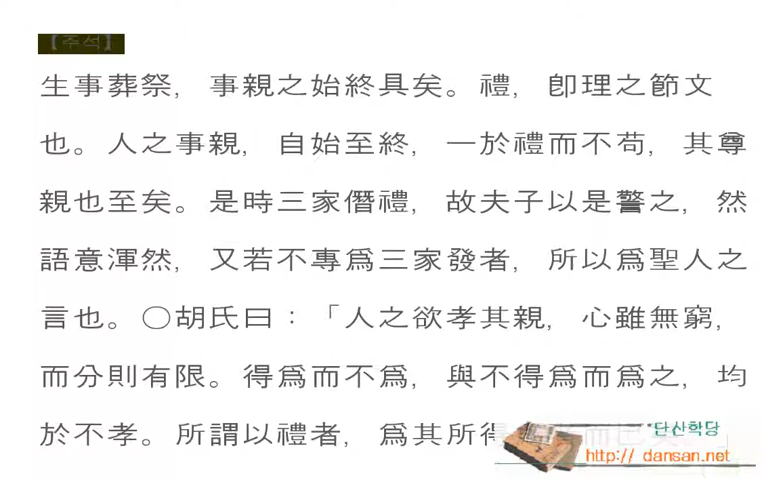 【주석】
生事葬祭, 事親之始終具矣。禮, 卽理之節文
也。人之事親, 自始至終, 一於禮而不苟, 其尊
親也至矣。是時三家僭禮, 故夫子以是警之, 然
語意渾然, 又若不專爲三家發者, 所以爲聖人之
言也。〇胡氏曰：「人之欲孝其親, 心雖無窮,
而分則有限。得爲而不爲, 與不得爲而爲之, 均
於不孝。所謂以禮者, 爲其所得
단산학당
http:// dansan.net